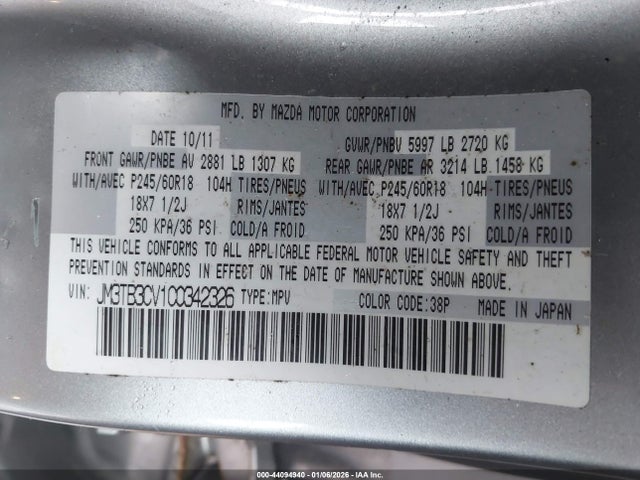 MFD. BY MAZDA MOTOR CORPORATION
DATE 10/11 GVWR/PNBV 5997 LB 2720 KG
FRONT GAWR/PNBE AV 2881 LB 1307 KG REAR GAWR/PNBE AR 3214 LB 1458 KG
WITH/AVEC P245/60R18 104H TIRES/PNEUS WITH/AVEC P245/60R18 104H TIRES/PNEUS
18X7 1/2J RIMS/JANTES 18X7 1/2J RIMS/JANTES
250 KPA/36 PSI COLD/A FROID 250 KPA/36 PSI COLD/A FROID
THIS VEHICLE CONFORMS TO ALL APPLICABLE FEDERAL MOTOR VEHICLE SAFETY AND THEFT
PREVENTION STANDARDS IN EFFECT ON THE DATE OF MANUFACTURE SHOWN ABOVE.
VIN: JM3TB3CV1C0342326 TYPE:MPV COLOR CODE:38P MADE IN JAPAN
000-44094940 - 01/06/2026 - IAAI.COM